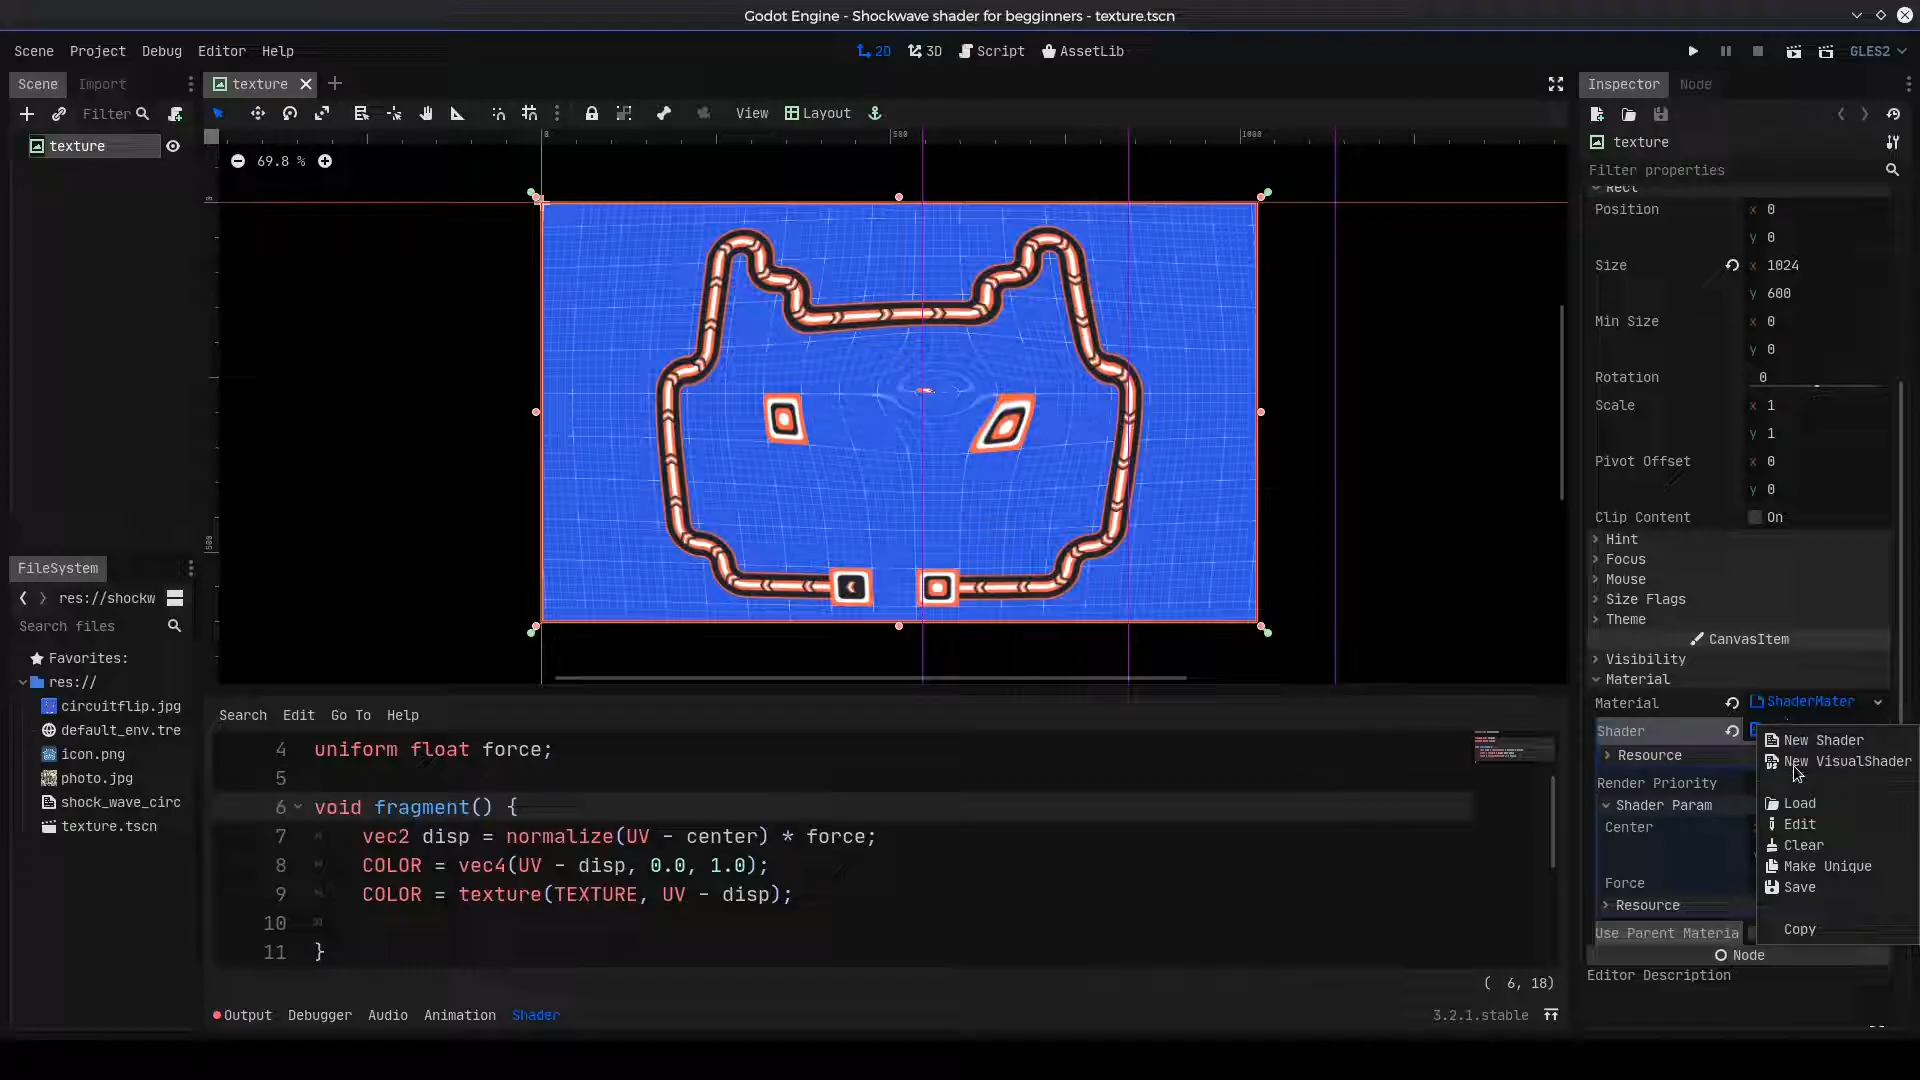 Godot Engine - Shockwave shader for begginners - texture.tscn
Scene Project Debug Editor Help
2D 3D Script AssetLib
GLES2
Scene Import
texture
Inspector Node
Filter
View Layout
texture
69.8 %
0 500 1000
0
500
texture
Filter properties
Rect
Position x 0
y 0
Size x 1024
y 600
Min Size x 0
y 0
Rotation 0
Scale x 1
y 1
Pivot Offset x 0
y 0
Clip Content On
Hint
Focus
Mouse
Size Flags
Theme
CanvasItem
Visibility
Material
Material ShaderMater
Shader
Resource
Render Priority
Shader Param
Center
Force
Resource
Use Parent Materia
Node
Editor Description
New Shader
New VisualShader
Load
Edit
Clear
Make Unique
Save
Copy
FileSystem
res://shockw
Search files
Favorites:
res://
circuitflip.jpg
default_env.tre
icon.png
photo.jpg
shock_wave_circ
texture.tscn
Search Edit Go To Help
4 uniform float force;
5
6 void fragment() {
7 vec2 disp = normalize(UV - center) * force;
8 COLOR = vec4(UV - disp, 0.0, 1.0);
9 COLOR = texture(TEXTURE, UV - disp);
10
11 }
( 6, 18)
Output Debugger Audio Animation Shader
3.2.1.stable